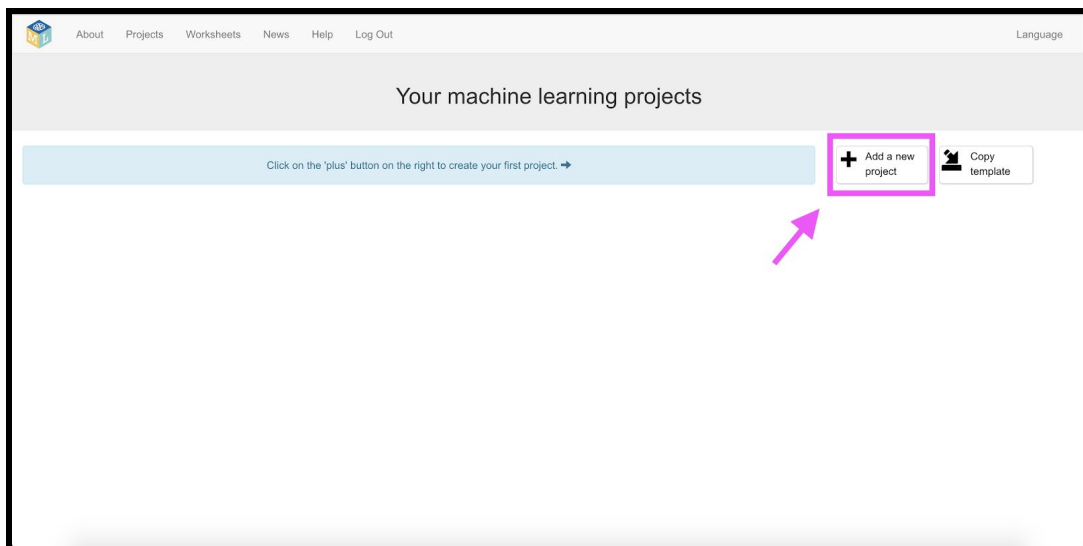 About Projects Worksheets News Help Log Out Language
Your machine learning projects
Click on the 'plus' button on the right to create your first project.
Add a new
project
Copy
template